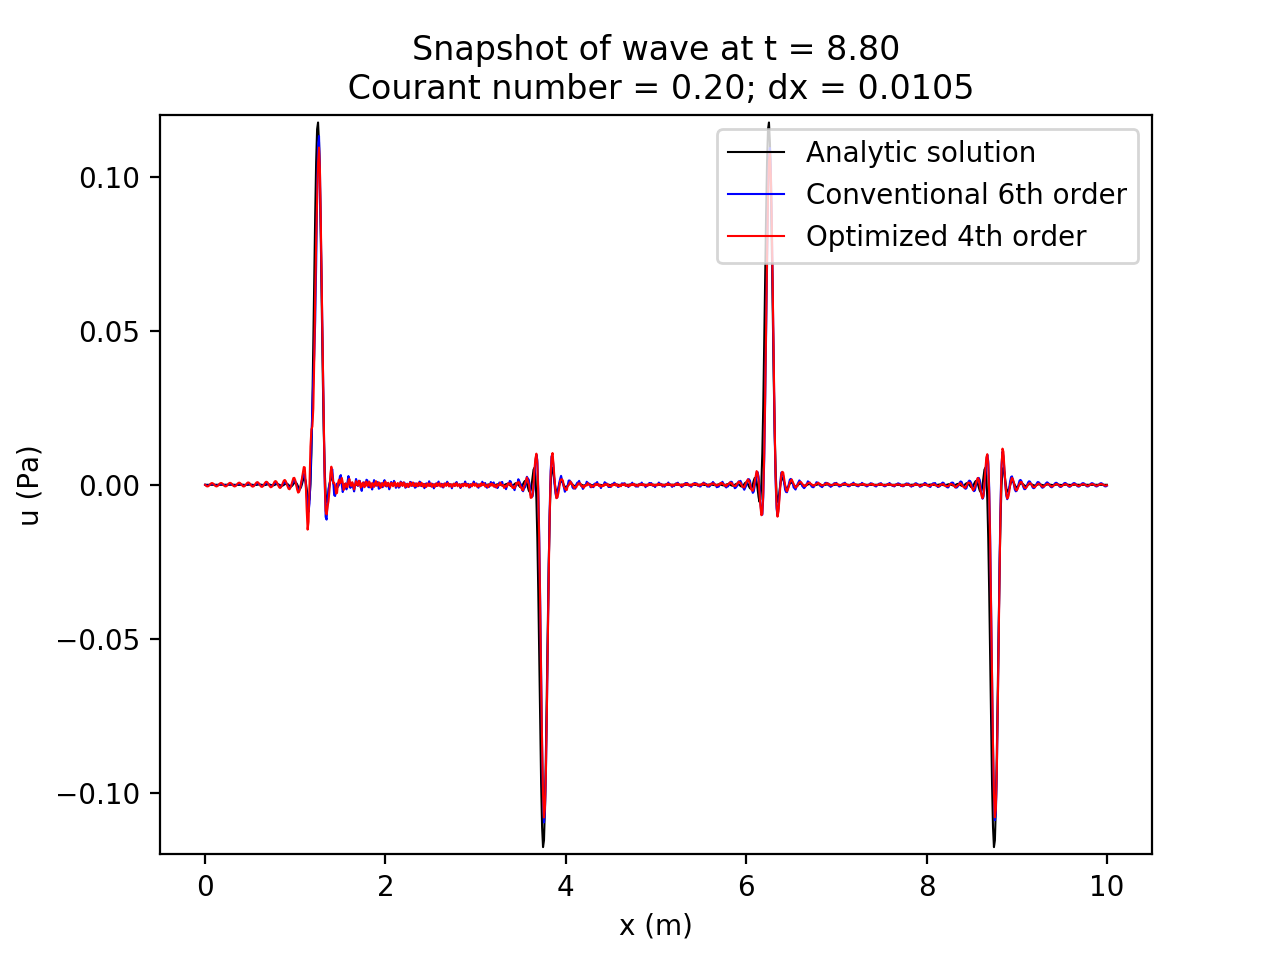 Snapshot of wave at t = 8.80
Courant number = 0.20; dx = 0.0105
Analytic solution
Conventional 6th order
Optimized 4th order
0.10
0.05
0.00
−0.05
−0.10
u (Pa)
0 2 4 6 8 10
x (m)